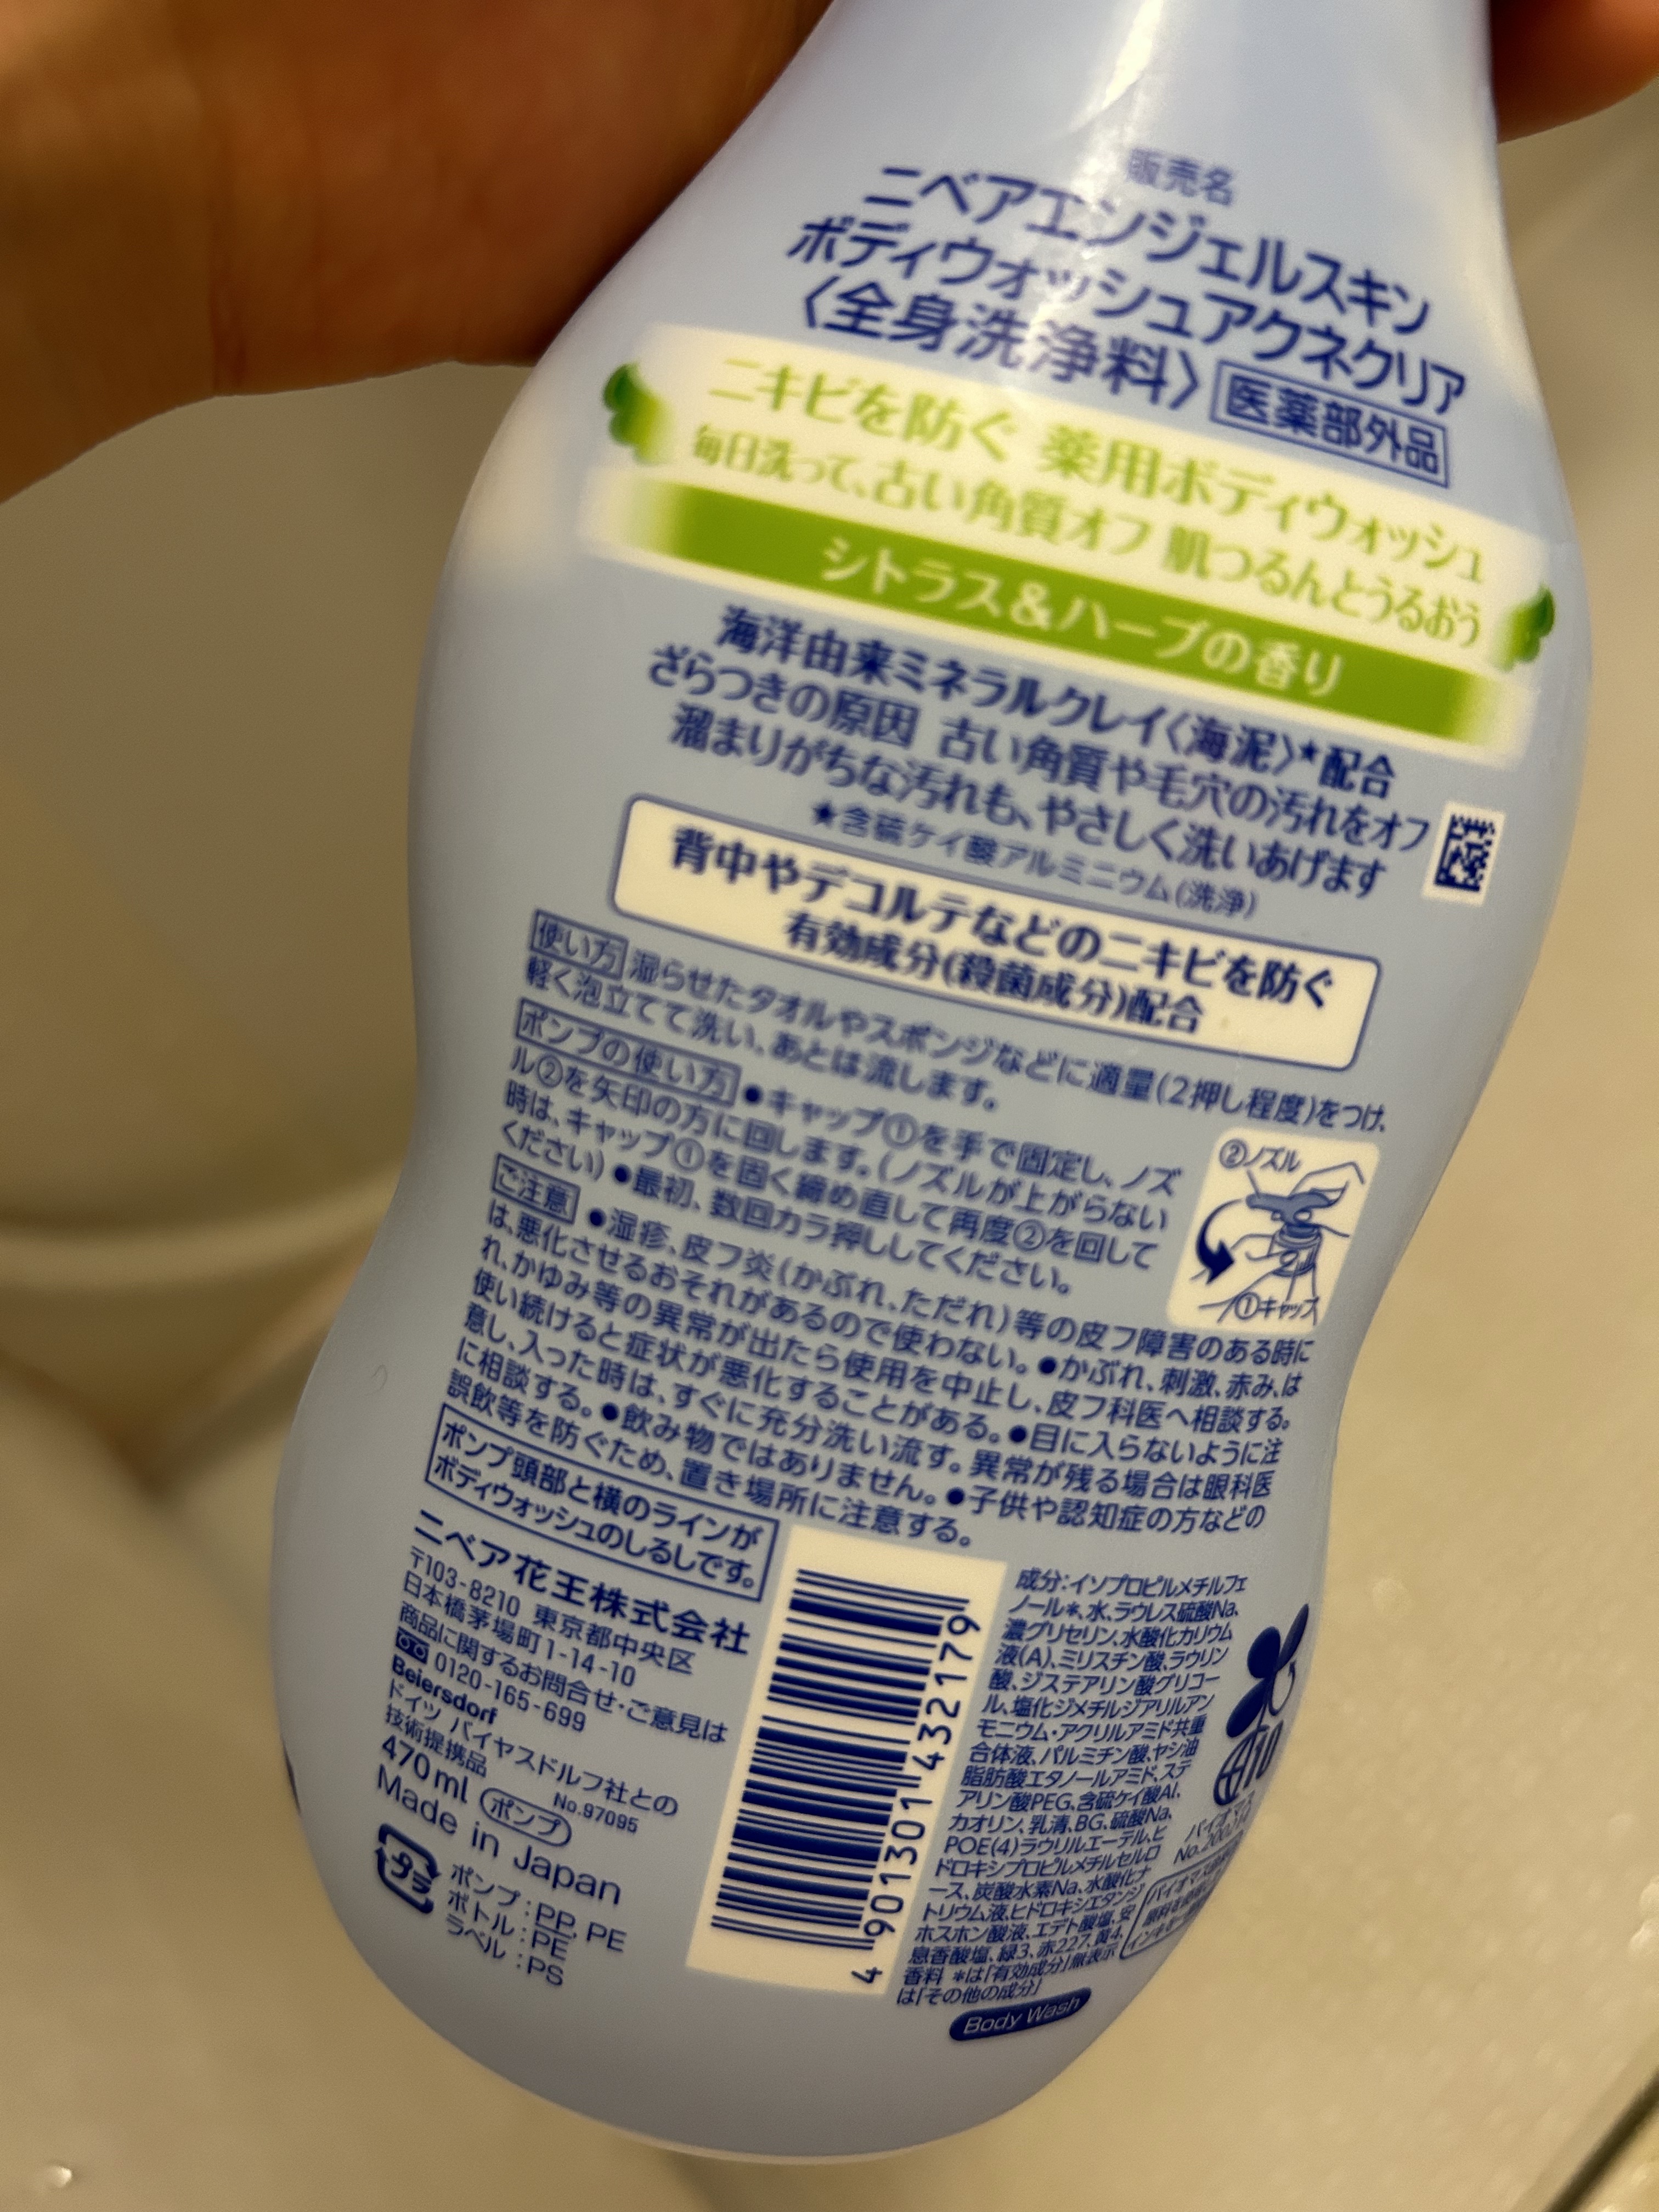 販売名
ニベアエンジェルスキン
ボディウォッシュアクネクリア
〈全身洗浄料〉 医薬部外品
ニキビを防ぐ 薬用ボディウォッシュ
毎日洗って、古い角質オフ 肌つるんとうるおう
シトラス&ハーブの香り
海洋由来ミネラルクレイ〈海泥〉★配合
ざらつきの原因 古い角質や毛穴の汚れをオフ
溜まりがちな汚れも、やさしく洗いあげます
★含硫ケイ酸アルミニウム(洗浄)
背中やデコルテなどのニキビを防ぐ
有効成分(殺菌成分)配合
使い方 湿らせたタオルやスポンジなどに適量(2押し程度)をつけ、
軽く泡立てて洗い、あとは流します。
ポンプの使い方 ●キャップ①を手で固定し、ノズ
ル②を矢印の方に回します。(ノズルが上がらない
時は、キャップ①を固く締め直して再度②を回して
ください) ●最初、数回カラ押ししてください。
②ノズル
①キャップ
ご注意 ●湿疹、皮フ炎(かぶれ、ただれ)等の皮フ障害のある時に
は、悪化させるおそれがあるので使わない。●かぶれ、刺激、赤み、は
れ、かゆみ等の異常が出たら使用を中止し、皮フ科医へ相談する。
使い続けると症状が悪化することがある。●目に入らないように注
意し、入った時は、すぐに充分洗い流す。異常が残る場合は眼科医
に相談する。●飲み物ではありません。●子供や認知症の方などの
誤飲等を防ぐため、置き場所に注意する。
ポンプ頭部と横のラインが
ボディウォッシュのしるしです。
ニベア花王株式会社
〒103-8210 東京都中央区
日本橋茅場町1-14-10
商品に関するお問合せ・ご意見は
0120-165-699
Beiersdorf
ドイツ バイヤスドルフ社との
技術提携品 No.97095
470ml ポンプ
Made in Japan
プラ
ポンプ:PP, PE
ボトル:PE
ラベル:PS
4 901301 432179
成分:イソプロピルメチルフェ
ノール*、水、ラウレス硫酸Na、
濃グリセリン、水酸化カリウム
液(A)、ミリスチン酸、ラウリン
酸、ジステアリン酸グリコー
ル、塩化ジメチルジアリルアン
モニウム・アクリルアミド共重
合体液、パルミチン酸、ヤシ油
脂肪酸エタノールアミド、ステ
アリン酸PEG、含硫ケイ酸Al、
カオリン、乳清、BG、硫酸Na、
POE(4)ラウリルエーテル、ヒ
ドロキシプロピルメチルセルロ
ース、炭酸水素Na、水酸化ナ
トリウム液、ヒドロキシエタンジ
ホスホン酸液、エデト酸塩、安
息香酸塩、緑3、赤227、黄4、
香料 *は「有効成分」無表示
は「その他の成分」
10
Body Wash